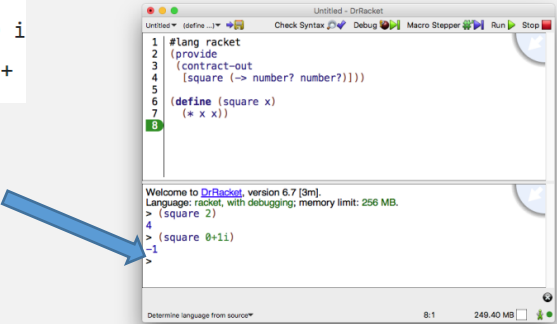 i
+
Untitled - DrRacket
Untitled (define ...) Check Syntax Debug Macro Stepper Run Stop
1 #lang racket
2 (provide
3 (contract-out
4 [square (-> number? number?)]))
5
6 (define (square x)
7 (* x x))
8
Welcome to DrRacket, version 6.7 [3m].
Language: racket, with debugging; memory limit: 256 MB.
> (square 2)
4
> (square 0+1i)
-1
>
Determine language from source 8:1 249.40 MB